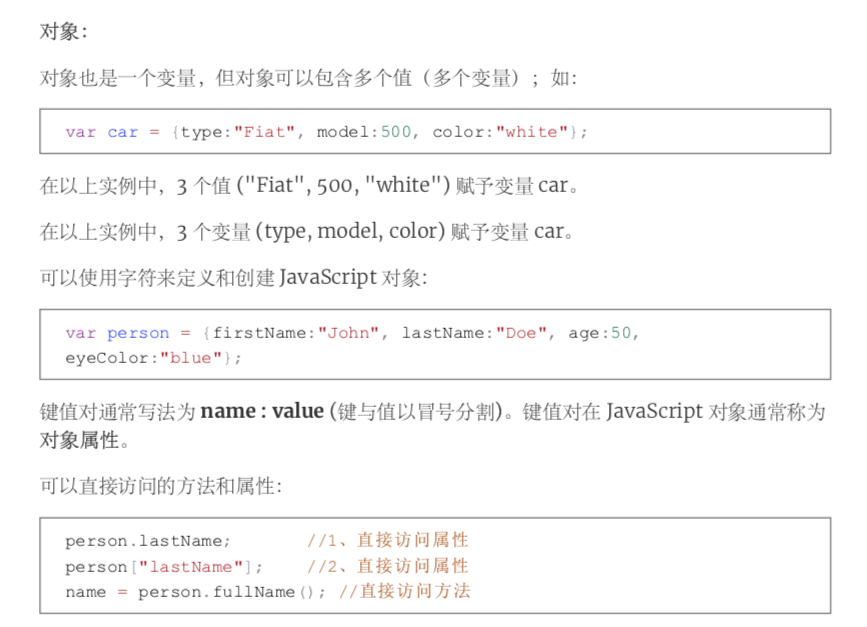 对象：
对象也是一个变量，但对象可以包含多个值（多个变量）；如：
var car = {type:"Fiat", model:500, color:"white"};
在以上实例中，3 个值 ("Fiat", 500, "white") 赋予变量 car。
在以上实例中，3 个变量 (type, model, color) 赋予变量 car。
可以使用字符来定义和创建 JavaScript 对象：
var person = {firstName:"John", lastName:"Doe", age:50,
eyeColor:"blue"};
键值对通常写法为 name : value (键与值以冒号分割)。键值对在 JavaScript 对象通常称为
对象属性。
可以直接访问的方法和属性：
person.lastName; //1、直接访问属性
person["lastName"]; //2、直接访问属性
name = person.fullName(); //直接访问方法